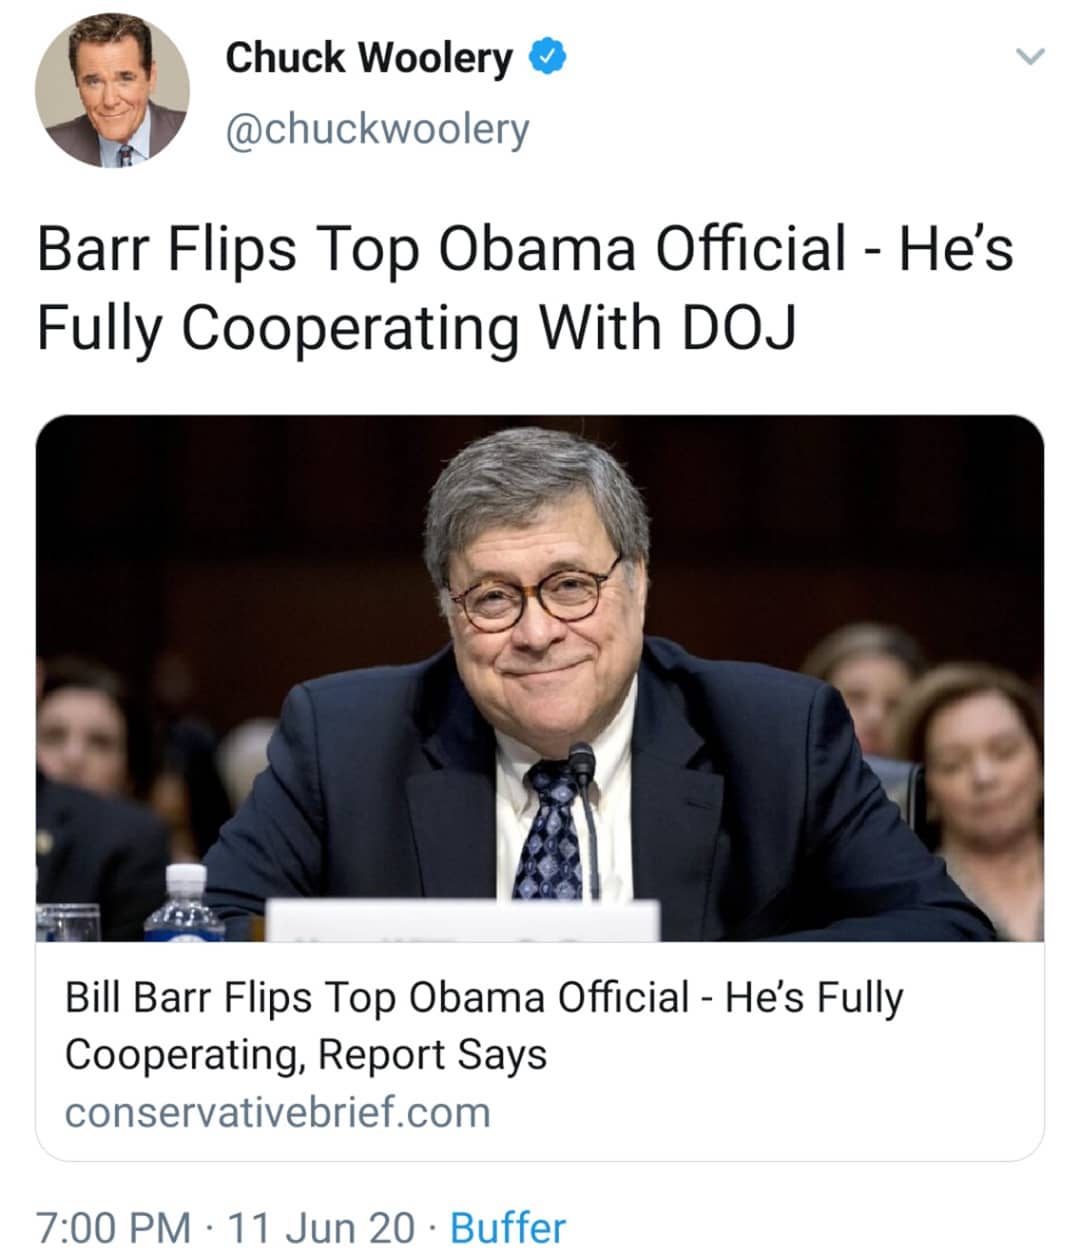 Chuck Woolery
@chuckwoolery
Barr Flips Top Obama Official - He's
Fully Cooperating With DOJ
Bill Barr Flips Top Obama Official - He's Fully
Cooperating, Report Says
conservativebrief.com
7:00 PM · 11 Jun 20 · Buffer